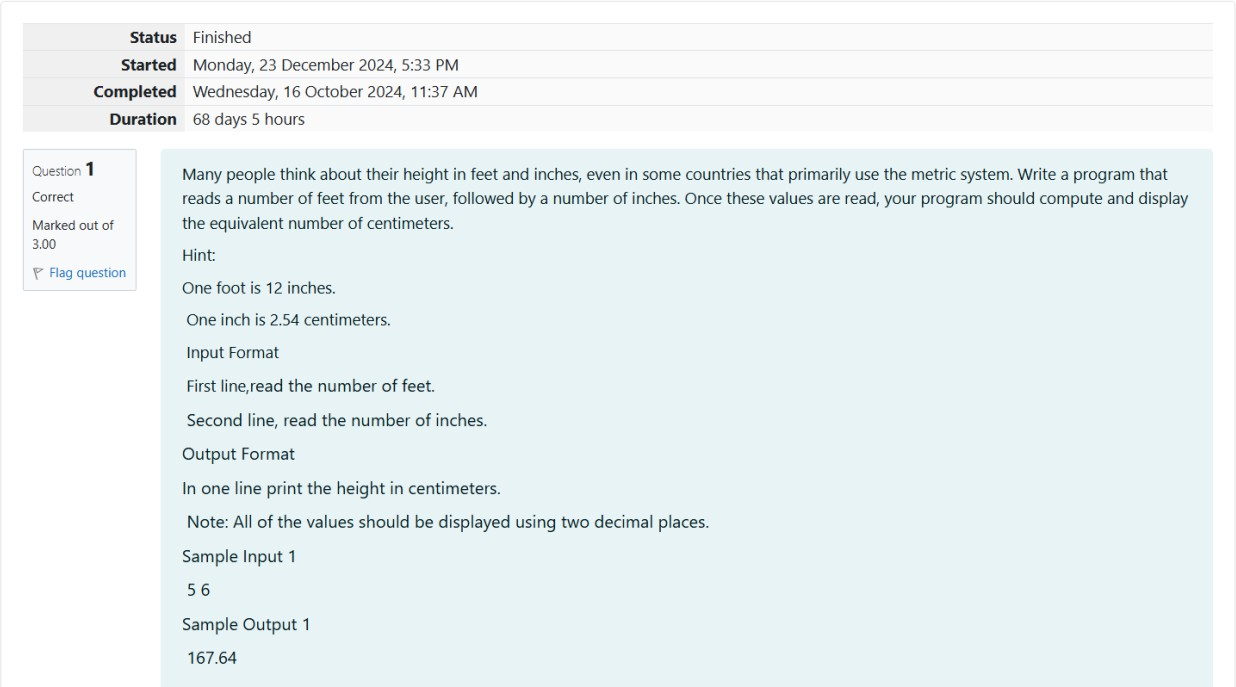 Status Finished
Started Monday, 23 December 2024, 5:33 PM
Completed Wednesday, 16 October 2024, 11:37 AM
Duration 68 days 5 hours
Question 1
Correct
Marked out of
3.00
Flag question
Many people think about their height in feet and inches, even in some countries that primarily use the metric system. Write a program that
reads a number of feet from the user, followed by a number of inches. Once these values are read, your program should compute and display
the equivalent number of centimeters.
Hint:
One foot is 12 inches.
One inch is 2.54 centimeters.
Input Format
First line,read the number of feet.
Second line, read the number of inches.
Output Format
In one line print the height in centimeters.
Note: All of the values should be displayed using two decimal places.
Sample Input 1
5 6
Sample Output 1
167.64